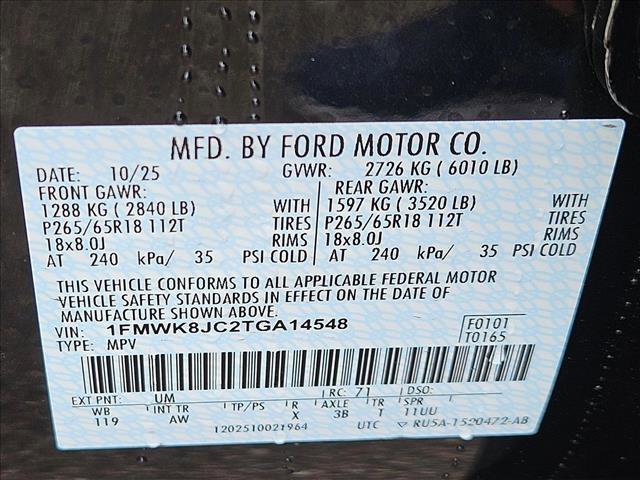 MFD. BY FORD MOTOR CO.
DATE: 10/25 GVWR: 2726 KG ( 6010 LB)
FRONT GAWR: REAR GAWR:
1288 KG ( 2840 LB) WITH 1597 KG ( 3520 LB) WITH
P265/65R18 112T TIRES P265/65R18 112T TIRES
18x8.0J RIMS 18x8.0J RIMS
AT 240 kPa/ 35 PSI COLD AT 240 kPa/ 35 PSI COLD
THIS VEHICLE CONFORMS TO ALL APPLICABLE FEDERAL MOTOR
VEHICLE SAFETY STANDARDS IN EFFECT ON THE DATE OF
MANUFACTURE SHOWN ABOVE.
VIN: 1FMWK8JC2TGA14548 F0101
TYPE: MPV T0165
EXT PNT: UM RC: 71 DSO:
WB INT TR TP/PS R AXLE TR SPR
119 AW X 3B T 11UU
1202510021964 UTC ▽ RU5A-1520472-AB